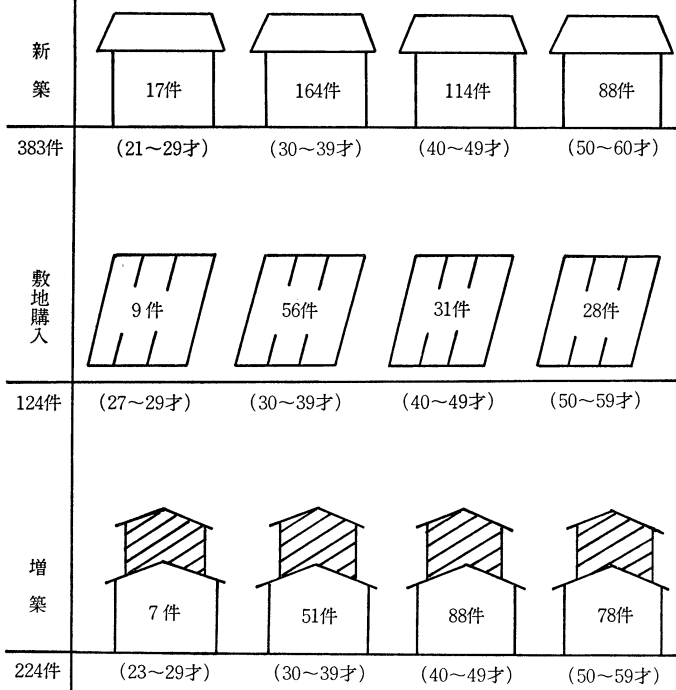 新築
17件 164件 114件 88件
383件 (21～29才) (30～39才) (40～49才) (50～60才)
敷地購入
9件 56件 31件 28件
124件 (27～29才) (30～39才) (40～49才) (50～59才)
増築
7件 51件 88件 78件
224件 (23～29才) (30～39才) (40～49才) (50～59才)